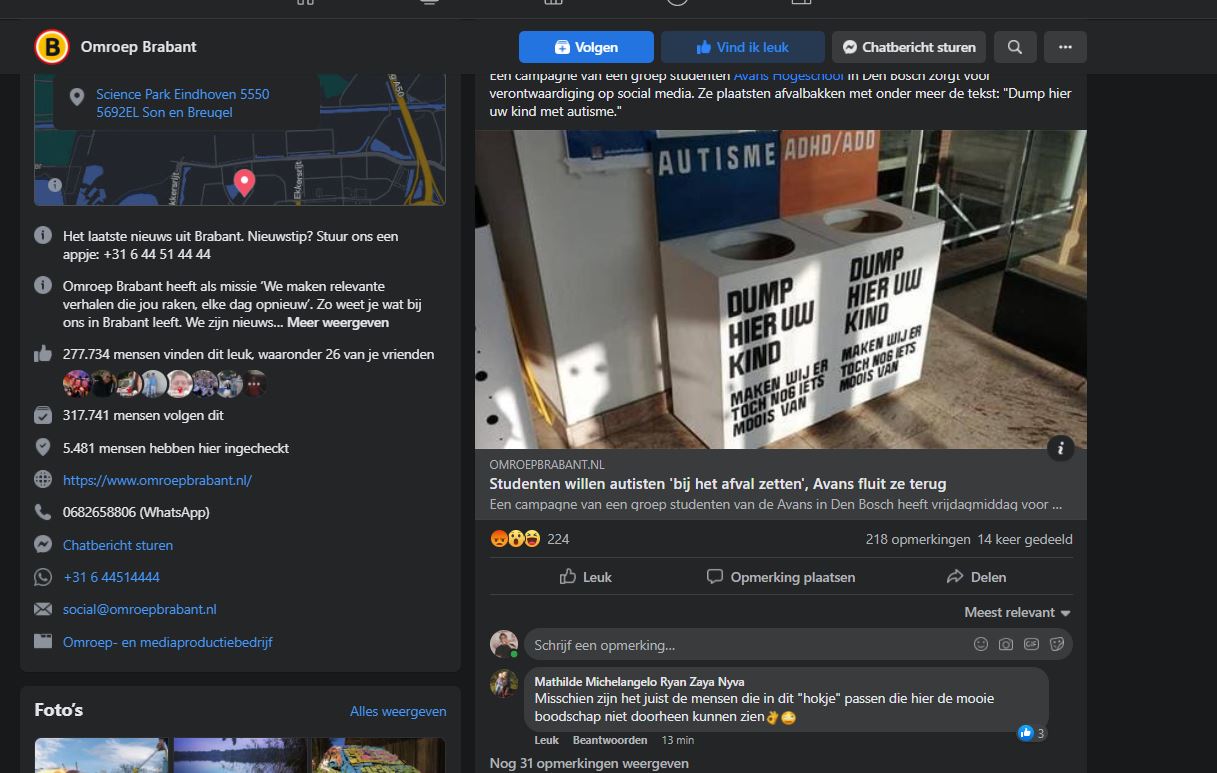 Omroep Brabant
Volgen
Vind ik leuk
Chatbericht sturen
Science Park Eindhoven 5550
5692EL Son en Breugel
A50
Ekkersrijt
Ekkersrijt
Het laatste nieuws uit Brabant. Nieuwstip? Stuur ons een
appje: +31 6 44 51 44 44
Omroep Brabant heeft als missie ‘We maken relevante
verhalen die jou raken, elke dag opnieuw’. Zo weet je wat bij
ons in Brabant leeft. We zijn nieuws... Meer weergeven
277.734 mensen vinden dit leuk, waaronder 26 van je vrienden
317.741 mensen volgen dit
5.481 mensen hebben hier ingecheckt
https://www.omroepbrabant.nl/
0682658806 (WhatsApp)
Chatbericht sturen
+31 6 44514444
social@omroepbrabant.nl
Omroep- en mediaproductiebedrijf
Foto's
Alles weergeven
Een campagne van een groep studenten Avans Hogeschool in Den Bosch zorgt voor
verontwaardiging op social media. Ze plaatsten afvalbakken met onder meer de tekst: "Dump hier
uw kind met autisme."
AUTISME
ADHD/ADD
DUMP
HIER UW
KIND
MAKEN WIJ ER
TOCH NOG IETS
MOOIS VAN
DUMP
HIER UW
KIND
MAKEN WIJ ER
TOCH NOG IETS
MOOIS VAN
OMROEPBRABANT.NL
Studenten willen autisten 'bij het afval zetten', Avans fluit ze terug
Een campagne van een groep studenten van de Avans in Den Bosch heeft vrijdagmiddag voor ...
224
218 opmerkingen 14 keer gedeeld
Leuk
Opmerking plaatsen
Delen
Meest relevant
Schrijf een opmerking...
GIF
Mathilde Michelangelo Ryan Zaya Nyva
Misschien zijn het juist de mensen die in dit "hokje" passen die hier de mooie
boodschap niet doorheen kunnen zien👌😊
3
Leuk Beantwoorden 13 min
Nog 31 opmerkingen weergeven